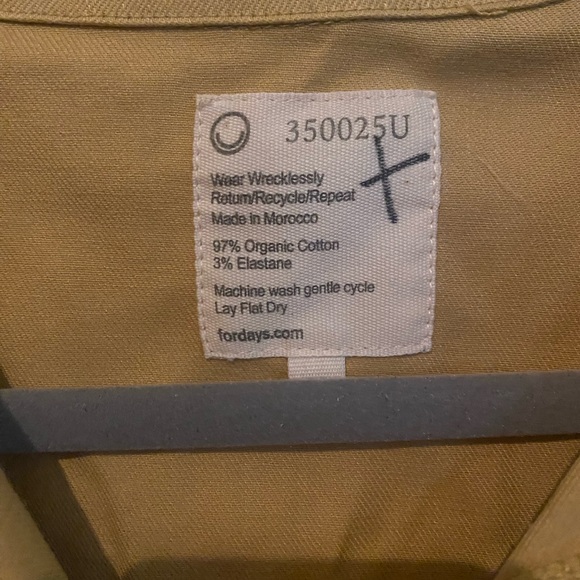 350025U
Wear Wrecklessly
Return/Recycle/Repeat
Made in Morocco
97% Organic Cotton
3% Elastane
Machine wash gentle cycle
Lay Flat Dry
fordays.com